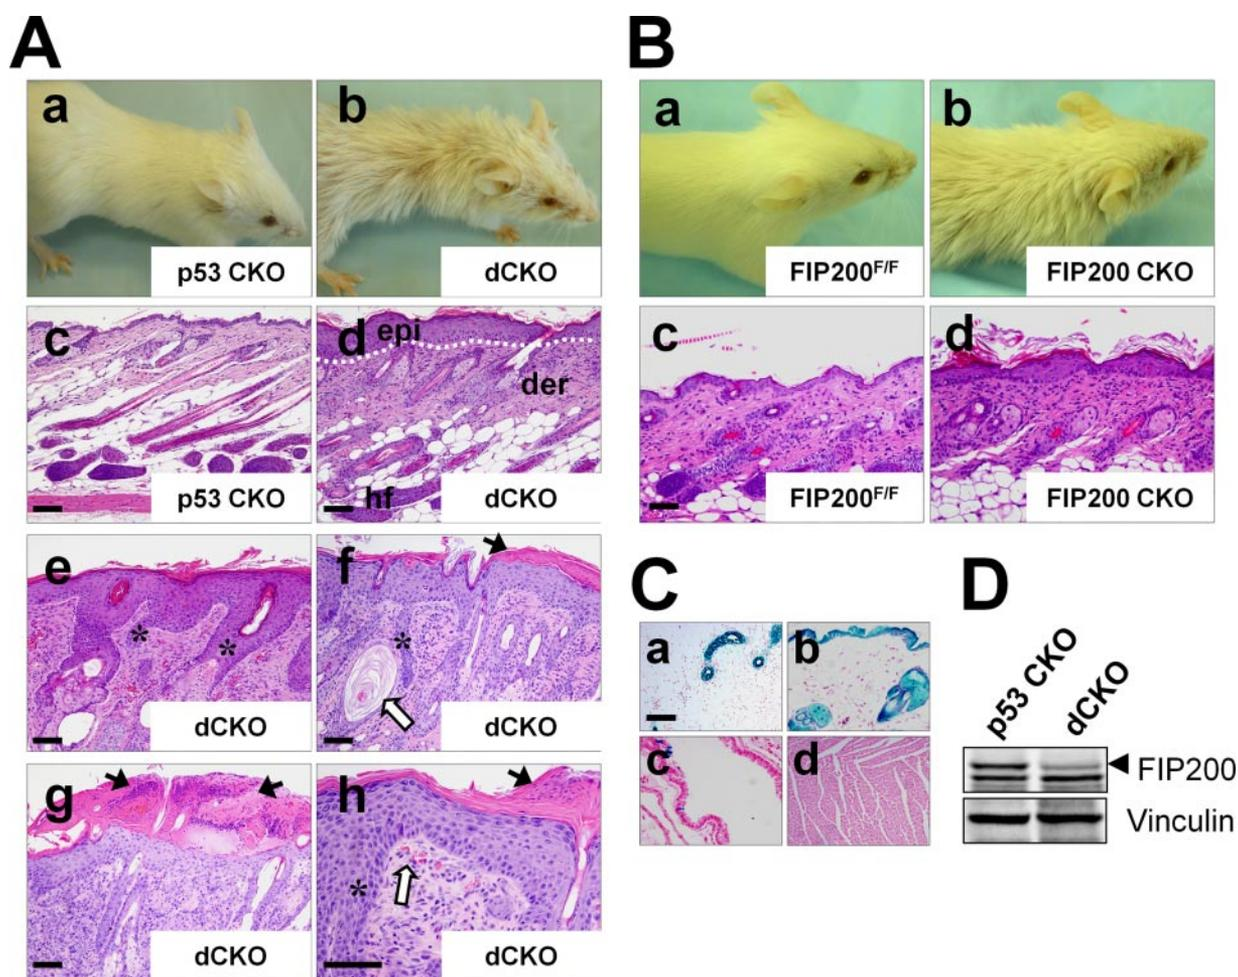 A
B
a
b
a
b
p53 CKO
dCKO
FIP200F/F
FIP200 CKO
c
d
epi
der
hf
c
d
p53 CKO
dCKO
FIP200F/F
FIP200 CKO
e
*
*
f
*
dCKO
dCKO
C
a
b
c
d
D
p53 CKO
dCKO
FIP200
Vinculin
g
h
*
dCKO
dCKO